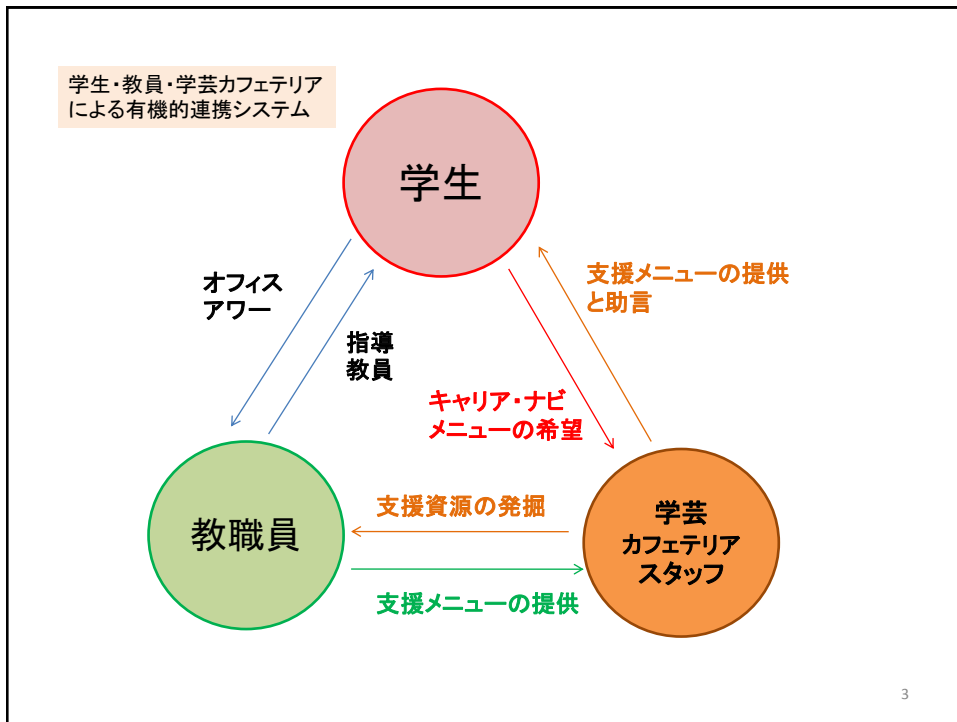 学生・教員・学芸カフェテリア
による有機的連携システム
学生
オフィス
アワー
指導
教員
支援メニューの提供
と助言
キャリア・ナビ
メニューの希望
教職員
支援資源の発掘
支援メニューの提供
学芸
カフェテリア
スタッフ
3